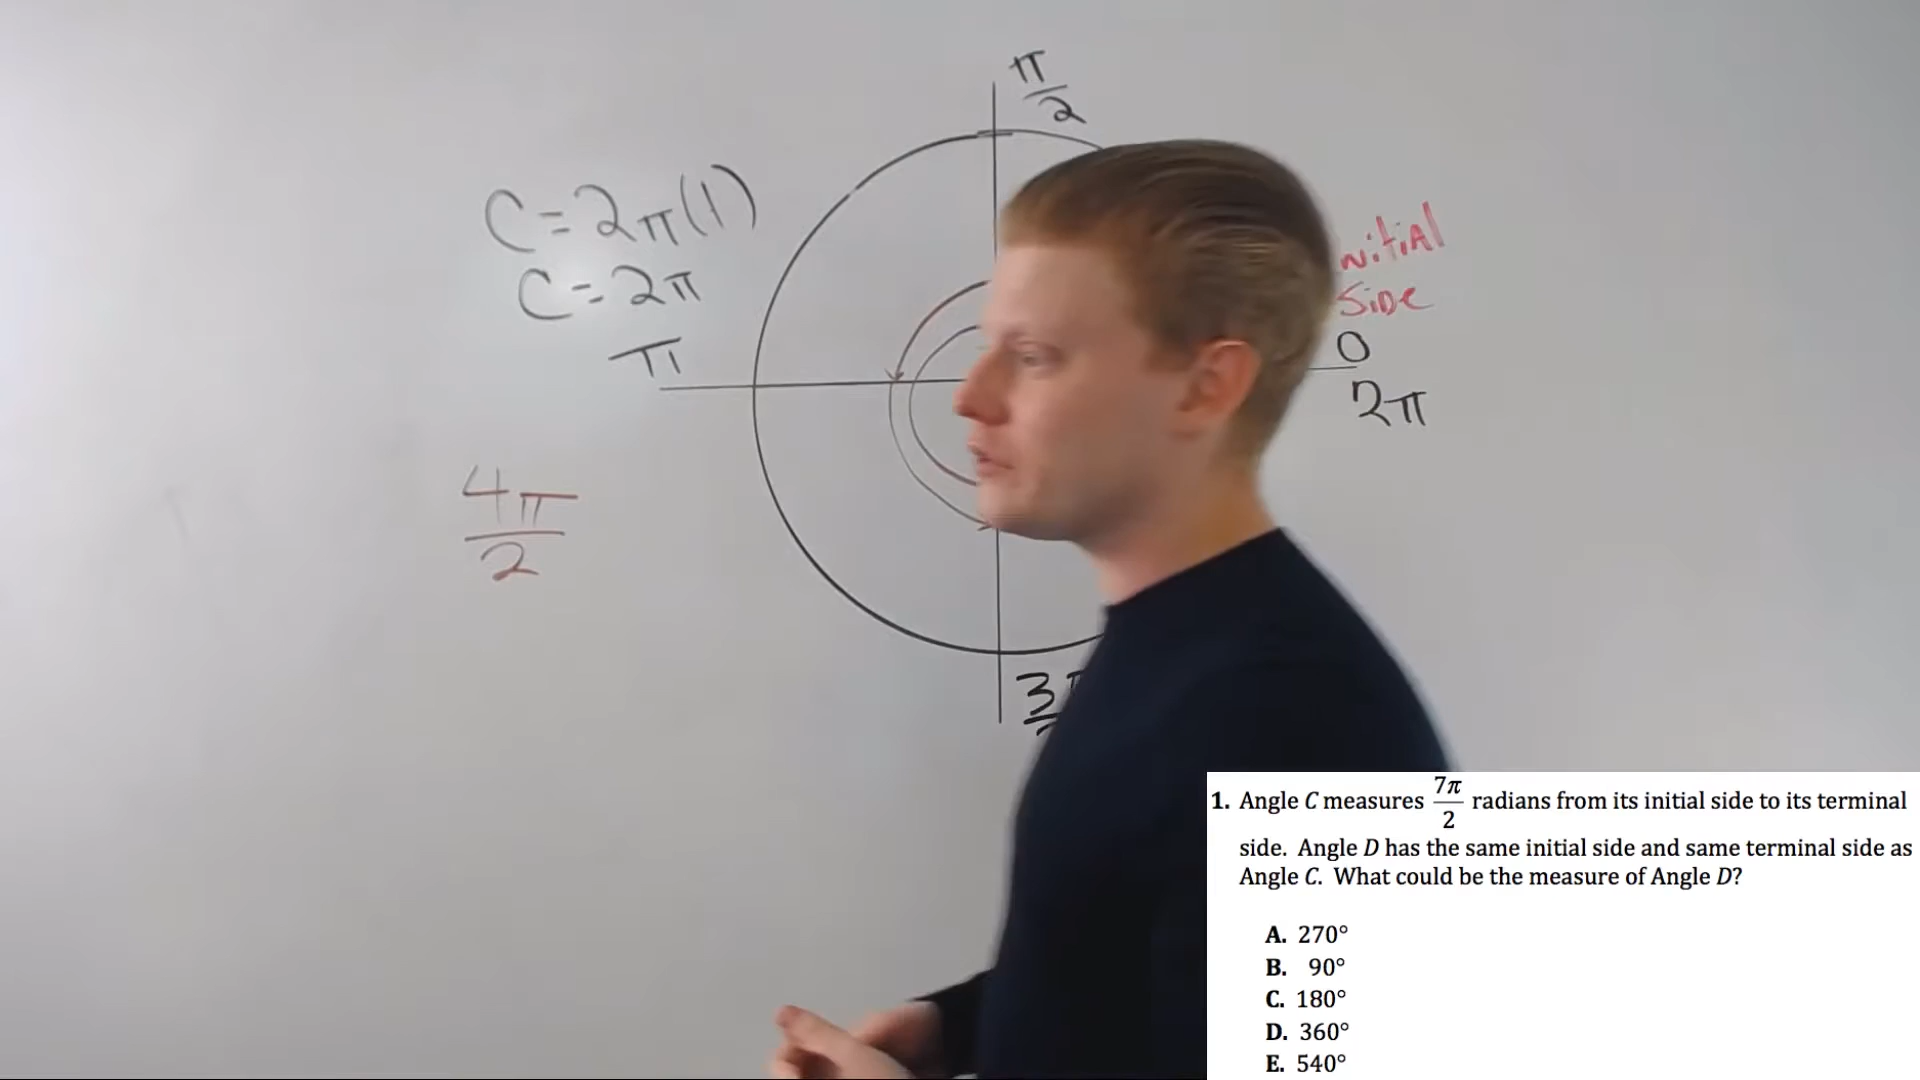 π
2
C=2π(1)
C=2π
π
nitiAl
SiDe
0
2π
4π
2
3
1. Angle C measures 7π/2 radians from its initial side to its terminal
side. Angle D has the same initial side and same terminal side as
Angle C. What could be the measure of Angle D?
A. 270°
B. 90°
C. 180°
D. 360°
E. 540°